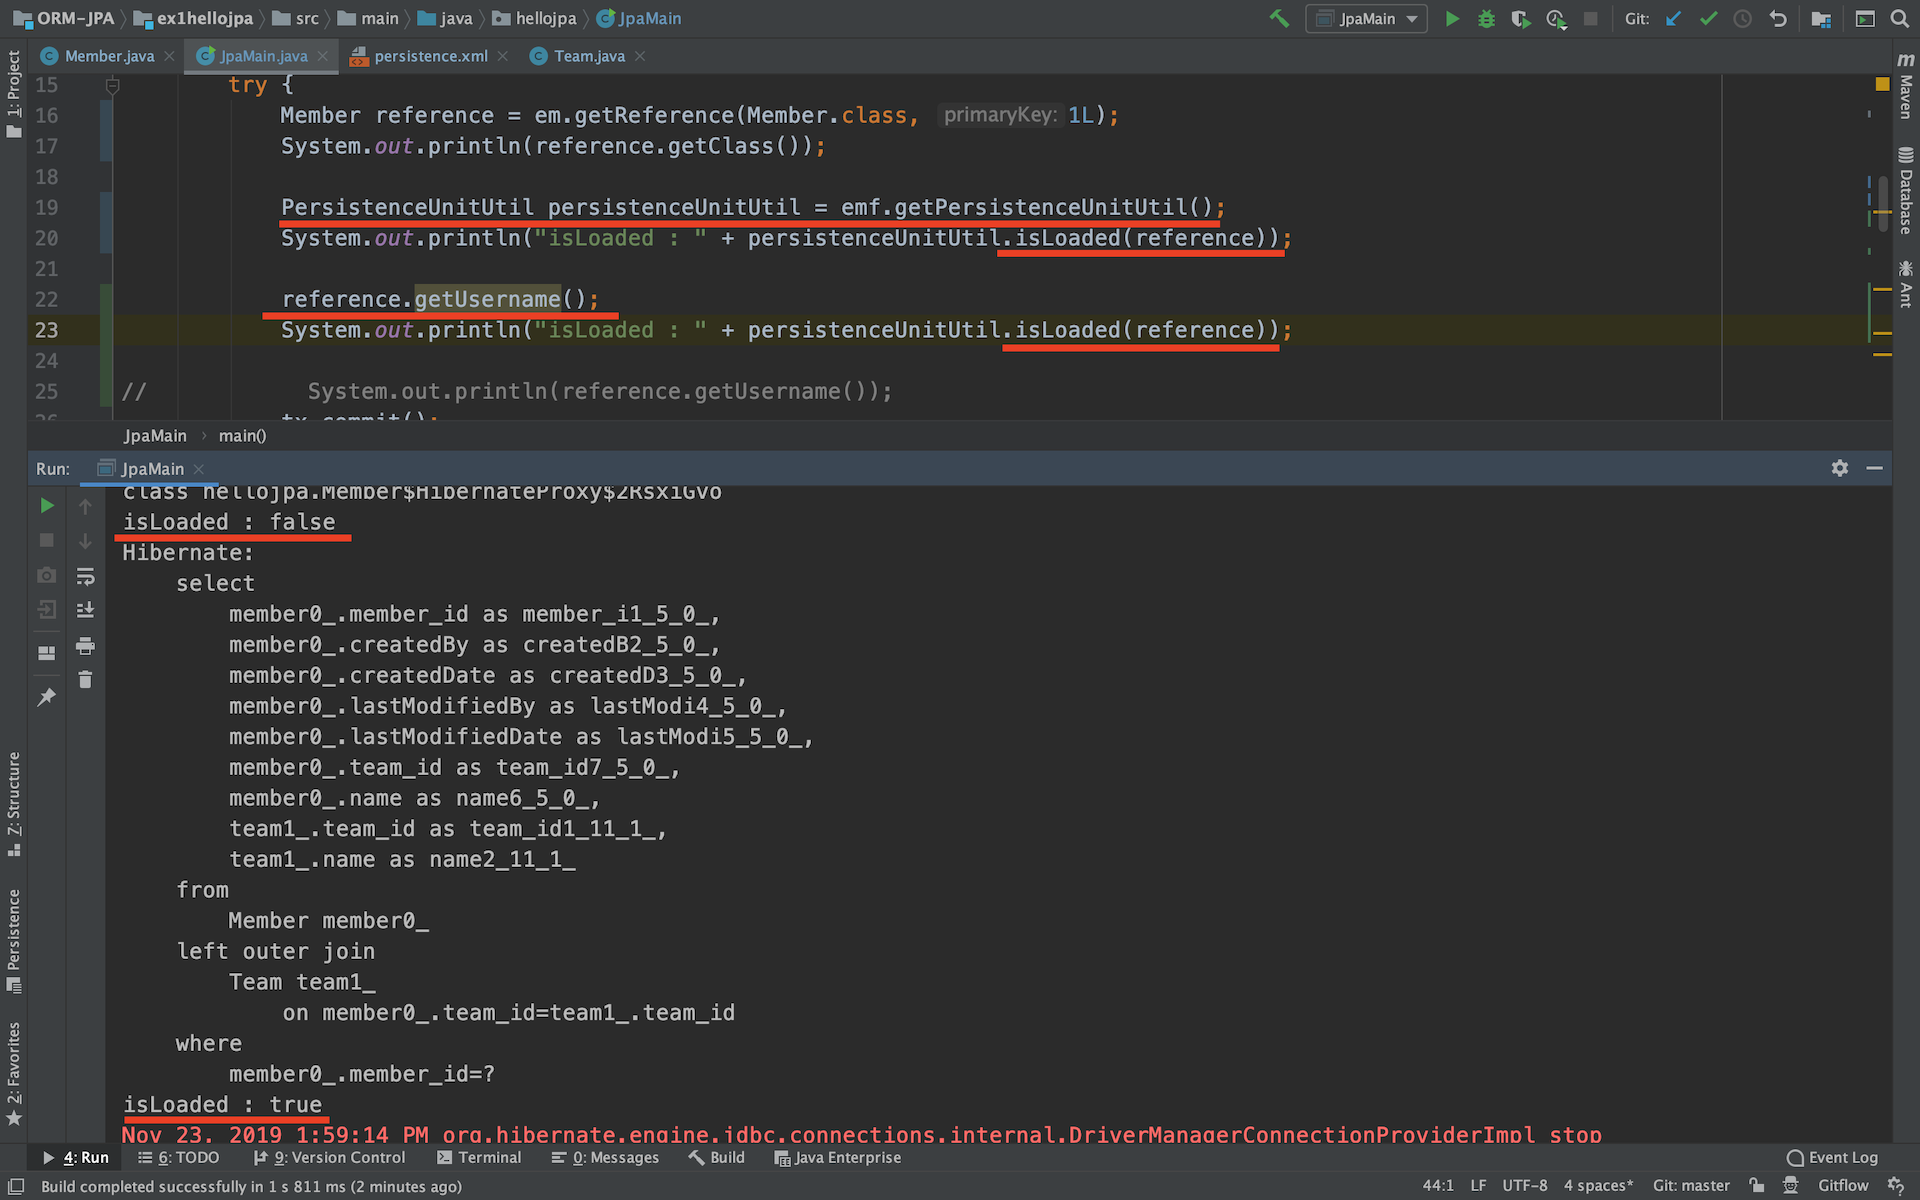 ORM-JPA ex1hellojpa src main java hellojpa JpaMain JpaMain Git:
Member.java JpaMain.java persistence.xml Team.java
1: Project
Maven
Database
Ant
15 try {
16 Member reference = em.getReference(Member.class, primaryKey: 1L);
17 System.out.println(reference.getClass());
18
19 PersistenceUnitUtil persistenceUnitUtil = emf.getPersistenceUnitUtil();
20 System.out.println("isLoaded : " + persistenceUnitUtil.isLoaded(reference));
21
22 reference.getUsername();
23 System.out.println("isLoaded : " + persistenceUnitUtil.isLoaded(reference));
24
25 // System.out.println(reference.getUsername());
26 tx.commit();
JpaMain main()
Run: JpaMain
class hellojpa.Member$HibernateProxy$2RsxiGvo
isLoaded : false
Hibernate:
select
member0_.member_id as member_i1_5_0_,
member0_.createdBy as createdB2_5_0_,
member0_.createdDate as createdD3_5_0_,
member0_.lastModifiedBy as lastModi4_5_0_,
member0_.lastModifiedDate as lastModi5_5_0_,
member0_.team_id as team_id7_5_0_,
member0_.name as name6_5_0_,
team1_.team_id as team_id1_11_1_,
team1_.name as name2_11_1_
from
Member member0_
left outer join
Team team1_
on member0_.team_id=team1_.team_id
where
member0_.member_id=?
isLoaded : true
Nov 23, 2019 1:59:14 PM org.hibernate.engine.jdbc.connections.internal.DriverManagerConnectionProviderImpl stop
7: Structure
Persistence
2: Favorites
4: Run 6: TODO 9: Version Control Terminal 0: Messages Build Java Enterprise Event Log
Build completed successfully in 1 s 811 ms (2 minutes ago) 44:1 LF UTF-8 4 spaces* Git: master Gitflow